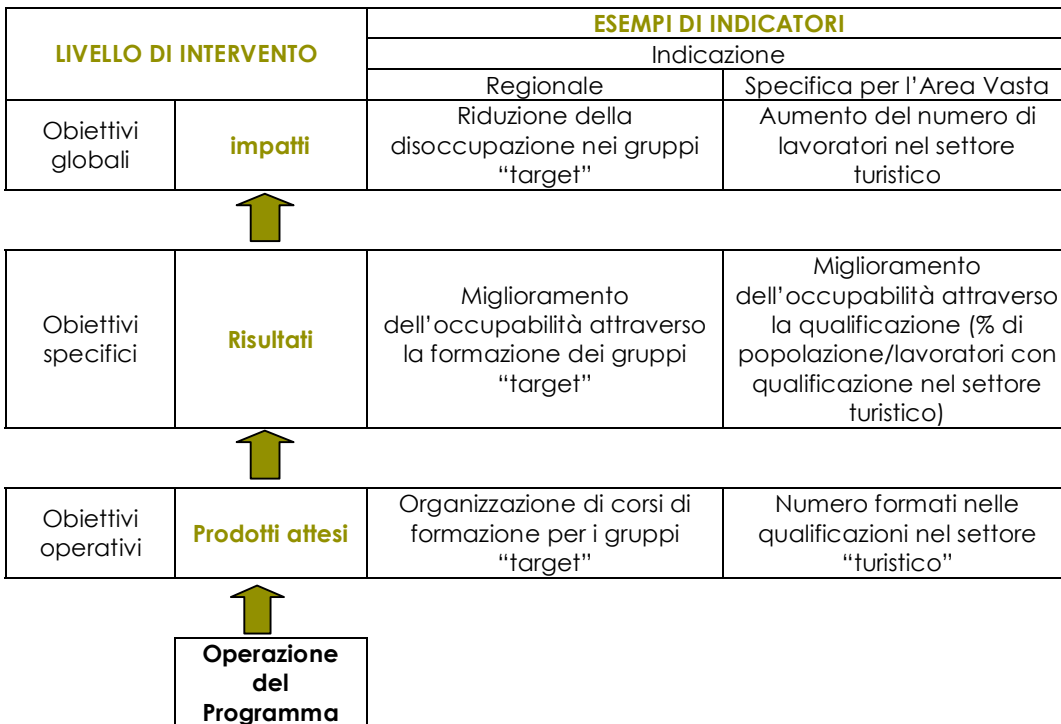 LIVELLO DI INTERVENTO
ESEMPI DI INDICATORI
Indicazione
Regionale
Specifica per l'Area Vasta
Obiettivi
globali
impatti
Riduzione della
disoccupazione nei gruppi
"target"
Aumento del numero di
lavoratori nel settore
turistico
Obiettivi
specifici
Risultati
Miglioramento
dell'occupabilità attraverso
la formazione dei gruppi
"target"
Miglioramento
dell'occupabilità attraverso
la qualificazione (% di
popolazione/lavoratori con
qualificazione nel settore
turistico)
Obiettivi
operativi
Prodotti attesi
Organizzazione di corsi di
formazione per i gruppi
"target"
Numero formati nelle
qualificazioni nel settore
"turistico"
Operazione
del
Programma